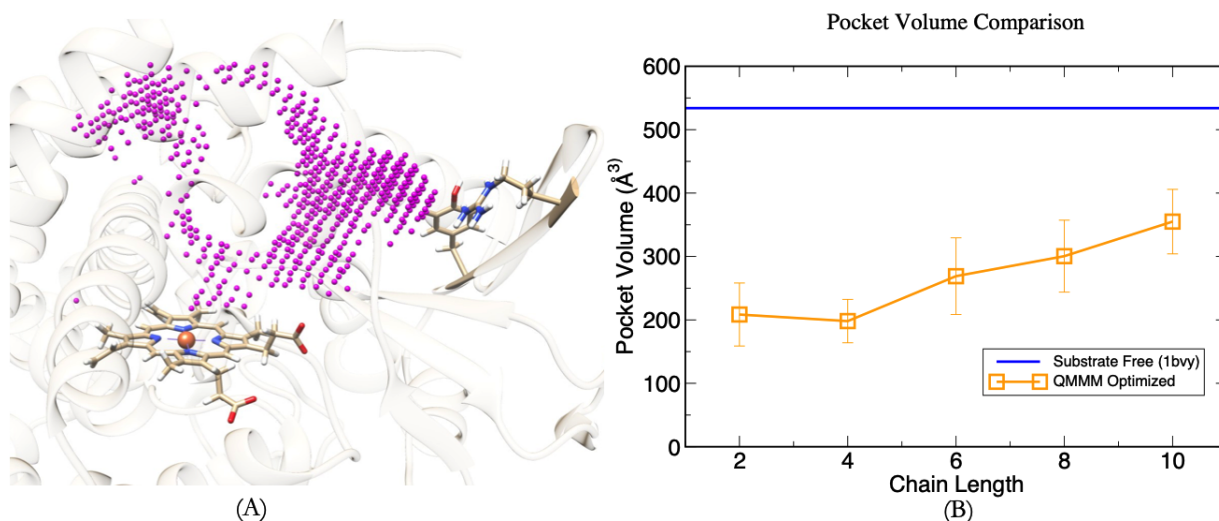 Pocket Volume Comparison
600
500
400
300
200
100
0
Pocket Volume (Å³)
Substrate Free (1bvy)
QMMM Optimized
2 4 6 8 10
Chain Length
(A)
(B)